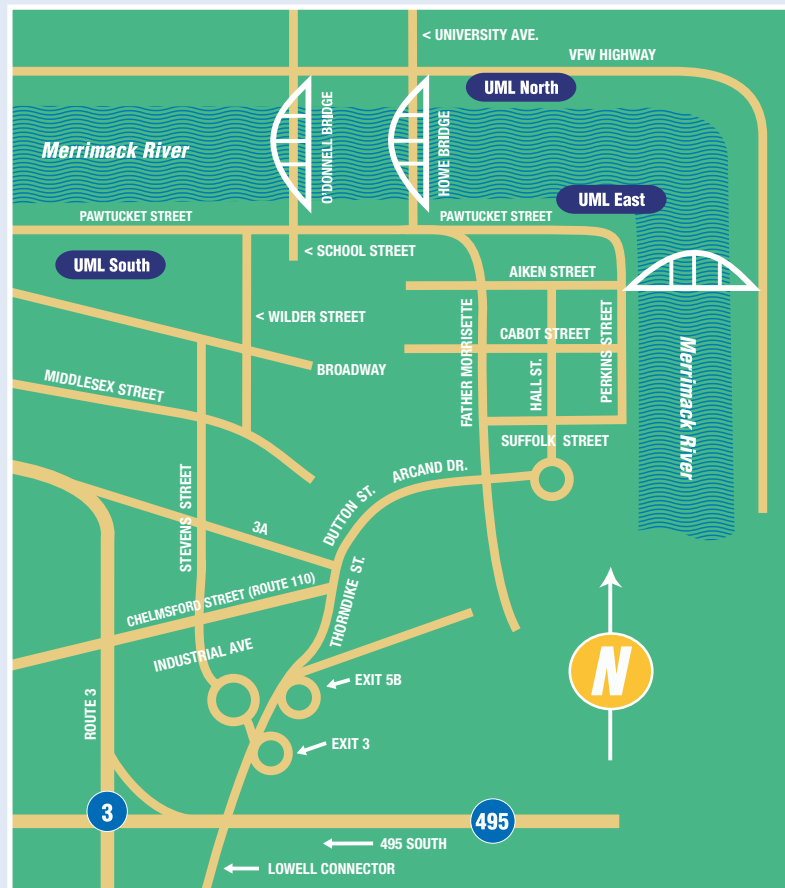 < UNIVERSITY AVE.
VFW HIGHWAY
UML North
O'DONNELL BRIDGE
HOWE BRIDGE
Merrimack River
UML East
PAWTUCKET STREET
PAWTUCKET STREET
< SCHOOL STREET
UML South
AIKEN STREET
< WILDER STREET
FATHER MORRISETTE
CABOT STREET
PERKINS STREET
HALL ST.
Merrimack River
BROADWAY
MIDDLESEX STREET
SUFFOLK STREET
ARCAND DR.
DUTTON ST.
STEVENS STREET
3A
THORNDIKE ST.
CHELMSFORD STREET (ROUTE 110)
INDUSTRIAL AVE
N
EXIT 5B
ROUTE 3
EXIT 3
3
495
495 SOUTH
LOWELL CONNECTOR